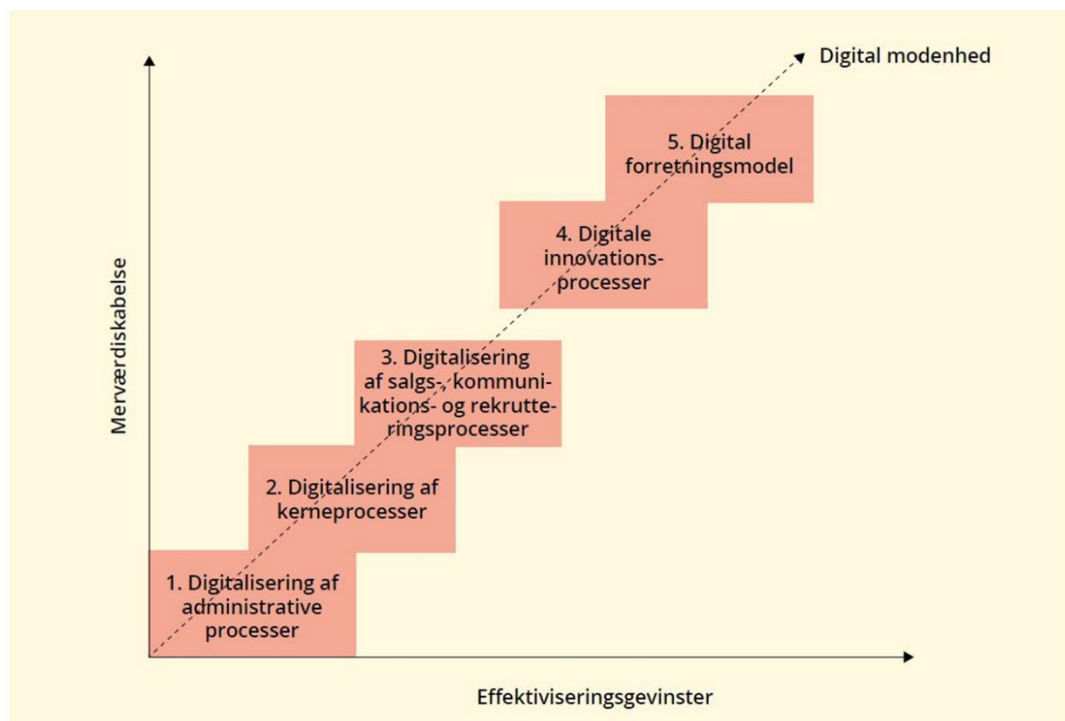 Digital modenhed
5. Digital
forretningsmodel
4. Digitale
innovations-
processer
Merværdiskabelse
3. Digitalisering
af salgs-, kommuni-
kations- og rekrutte-
ringsprocesser
2. Digitalisering af
kerneprocesser
1. Digitalisering af
administrative
processer
Effektiviseringsgevinster